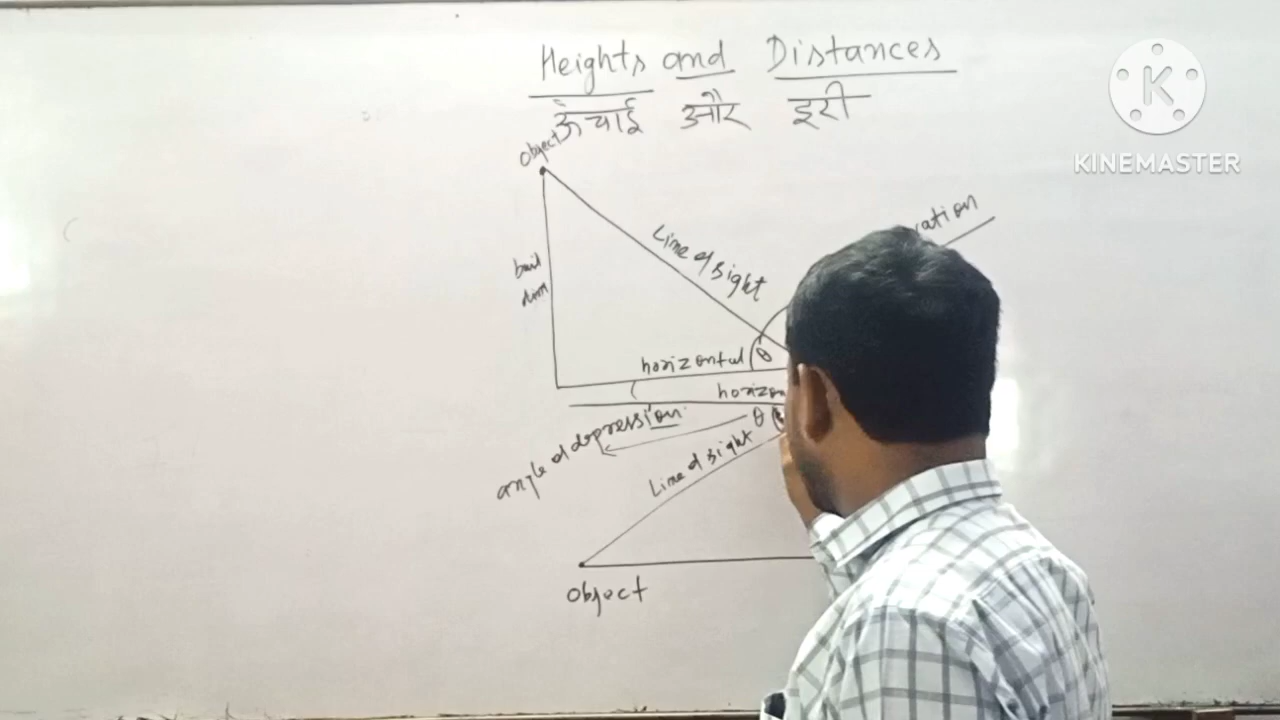 Heights and Distances
ऊँचाई और दूरी
Object
Line of sight
ration
horizontal
θ
horizon
angle of depression
θ
Line of sight
Object
KINEMASTER